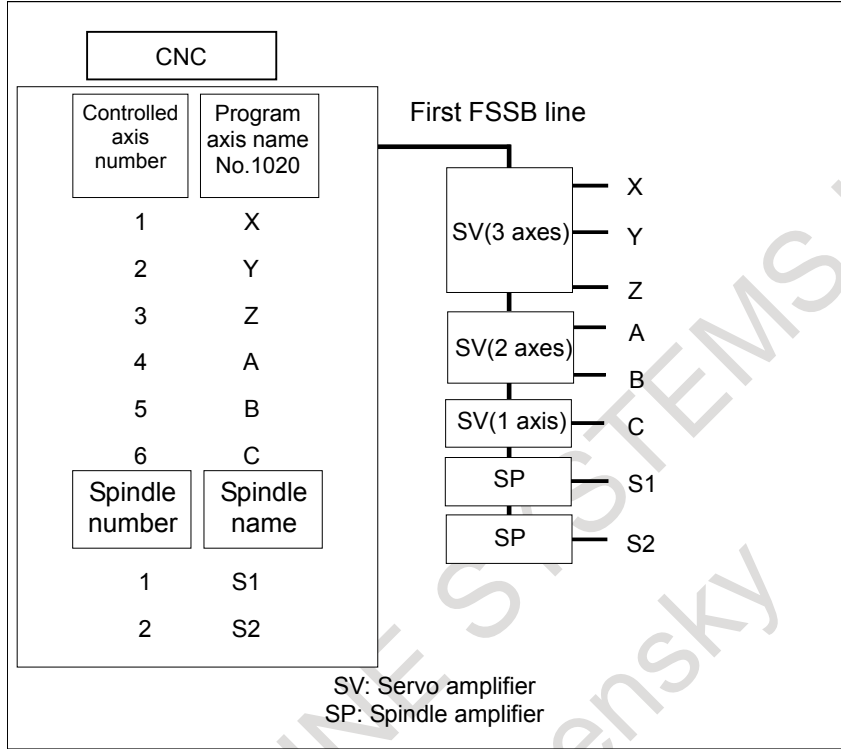 CNC
Controlled
axis
number
Program
axis name
No.1020
1 X
2 Y
3 Z
4 A
5 B
6 C
Spindle
number
Spindle
name
1 S1
2 S2
First FSSB line
SV(3 axes)
X
Y
Z
SV(2 axes)
A
B
SV(1 axis)
C
SP
S1
SP
S2
SV: Servo amplifier
SP: Spindle amplifier
SYSTEMS